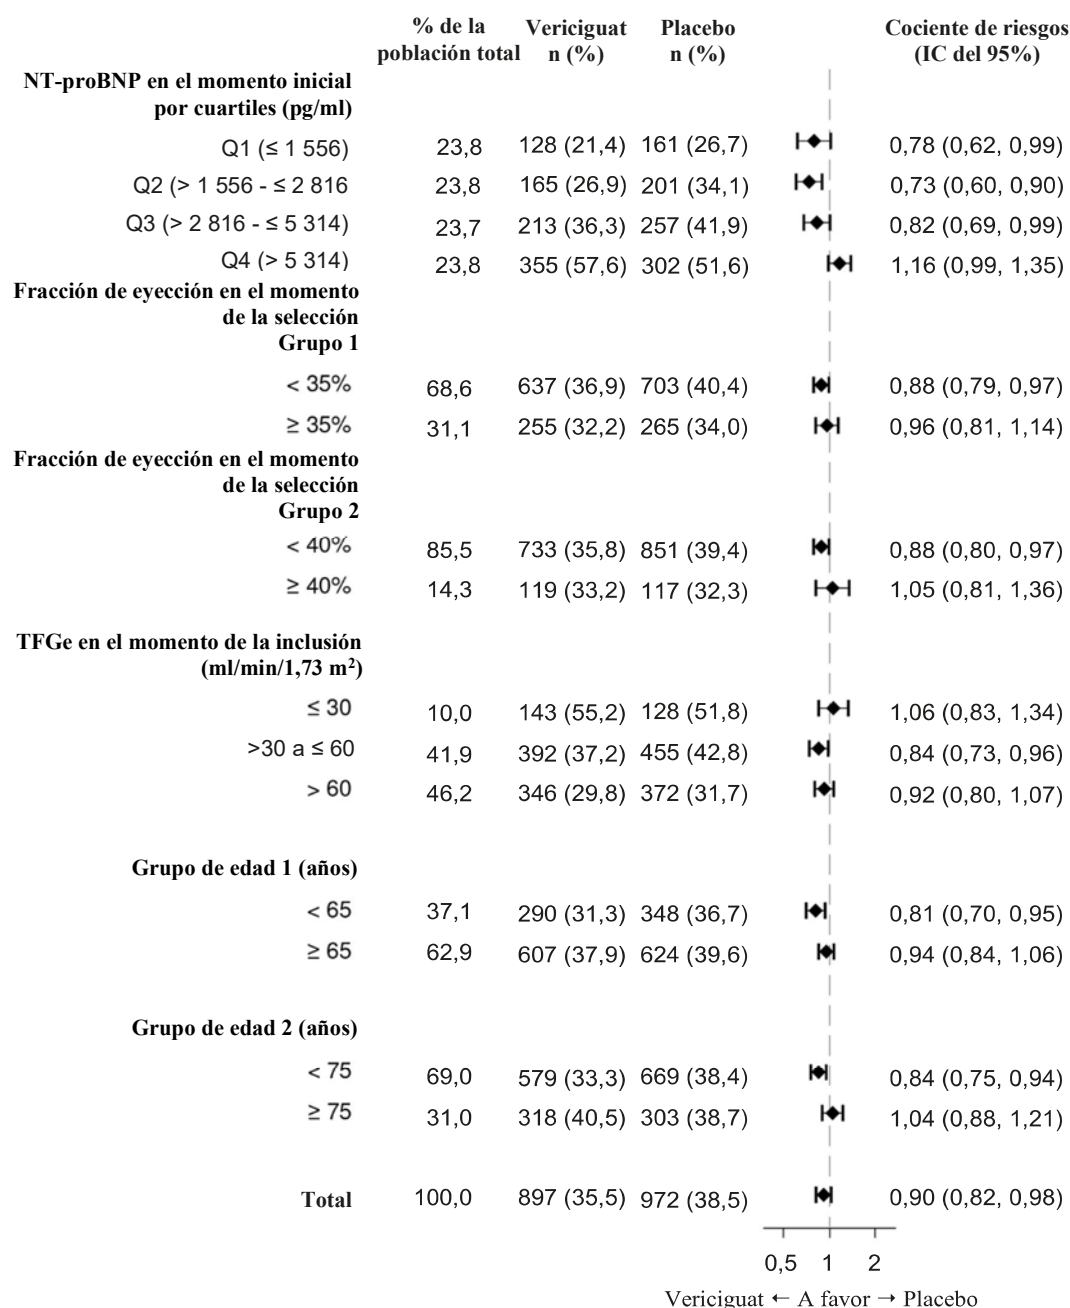 % de la Vericiguat Placebo Cociente de riesgos
población total n (%) n (%) (IC del 95%)
NT-proBNP en el momento inicial
por cuartiles (pg/ml)
Q1 (≤ 1 556) 23,8 128 (21,4) 161 (26,7) 0,78 (0,62, 0,99)
Q2 (> 1 556 - ≤ 2 816 23,8 165 (26,9) 201 (34,1) 0,73 (0,60, 0,90)
Q3 (> 2 816 - ≤ 5 314) 23,7 213 (36,3) 257 (41,9) 0,82 (0,69, 0,99)
Q4 (> 5 314) 23,8 355 (57,6) 302 (51,6) 1,16 (0,99, 1,35)
Fracción de eyección en el momento
de la selección
Grupo 1
< 35% 68,6 637 (36,9) 703 (40,4) 0,88 (0,79, 0,97)
≥ 35% 31,1 255 (32,2) 265 (34,0) 0,96 (0,81, 1,14)
Fracción de eyección en el momento
de la selección
Grupo 2
< 40% 85,5 733 (35,8) 851 (39,4) 0,88 (0,80, 0,97)
≥ 40% 14,3 119 (33,2) 117 (32,3) 1,05 (0,81, 1,36)
TFGe en el momento de la inclusión
(ml/min/1,73 m²)
≤ 30 10,0 143 (55,2) 128 (51,8) 1,06 (0,83, 1,34)
>30 a ≤ 60 41,9 392 (37,2) 455 (42,8) 0,84 (0,73, 0,96)
> 60 46,2 346 (29,8) 372 (31,7) 0,92 (0,80, 1,07)
Grupo de edad 1 (años)
< 65 37,1 290 (31,3) 348 (36,7) 0,81 (0,70, 0,95)
≥ 65 62,9 607 (37,9) 624 (39,6) 0,94 (0,84, 1,06)
Grupo de edad 2 (años)
< 75 69,0 579 (33,3) 669 (38,4) 0,84 (0,75, 0,94)
≥ 75 31,0 318 (40,5) 303 (38,7) 1,04 (0,88, 1,21)
Total 100,0 897 (35,5) 972 (38,5) 0,90 (0,82, 0,98)
0,5 1 2
Vericiguat ← A favor → Placebo